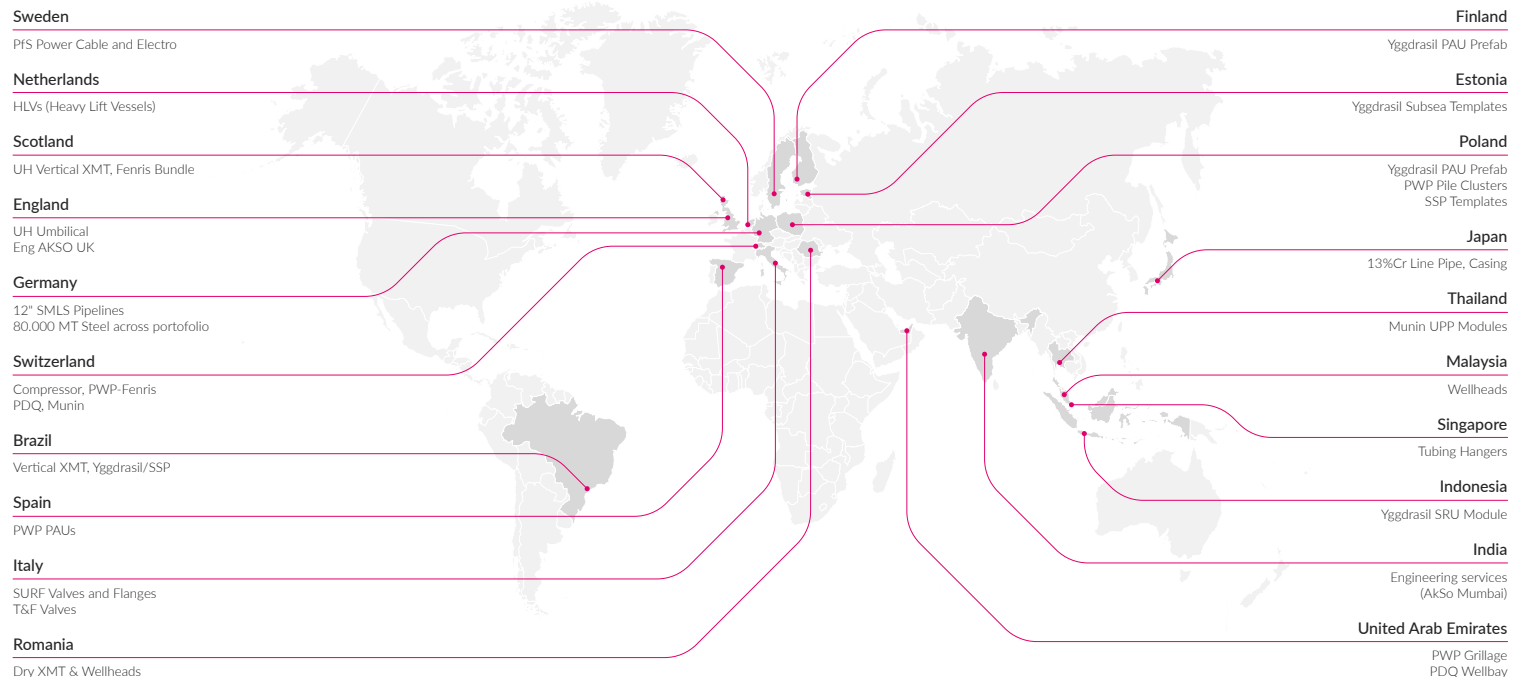 Sweden
PfS Power Cable and Electro
Netherlands
HLVs (Heavy Lift Vessels)
Scotland
UH Vertical XMT, Fenris Bundle
England
UH Umbilical
Eng AKSO UK
Germany
12" SMLS Pipelines
80.000 MT Steel across portofolio
Switzerland
Compressor, PWP-Fenris
PDQ, Munin
Brazil
Vertical XMT, Yggdrasil/SSP
Spain
PWP PAUs
Italy
SURF Valves and Flanges
T&F Valves
Romania
Dry XMT & Wellheads
Finland
Yggdrasil PAU Prefab
Estonia
Yggdrasil Subsea Templates
Poland
Yggdrasil PAU Prefab
PWP Pile Clusters
SSP Templates
Japan
13%Cr Line Pipe, Casing
Thailand
Munin UPP Modules
Malaysia
Wellheads
Singapore
Tubing Hangers
Indonesia
Yggdrasil SRU Module
India
Engineering services
(AkSo Mumbai)
United Arab Emirates
PWP Grillage
PDQ Wellbay